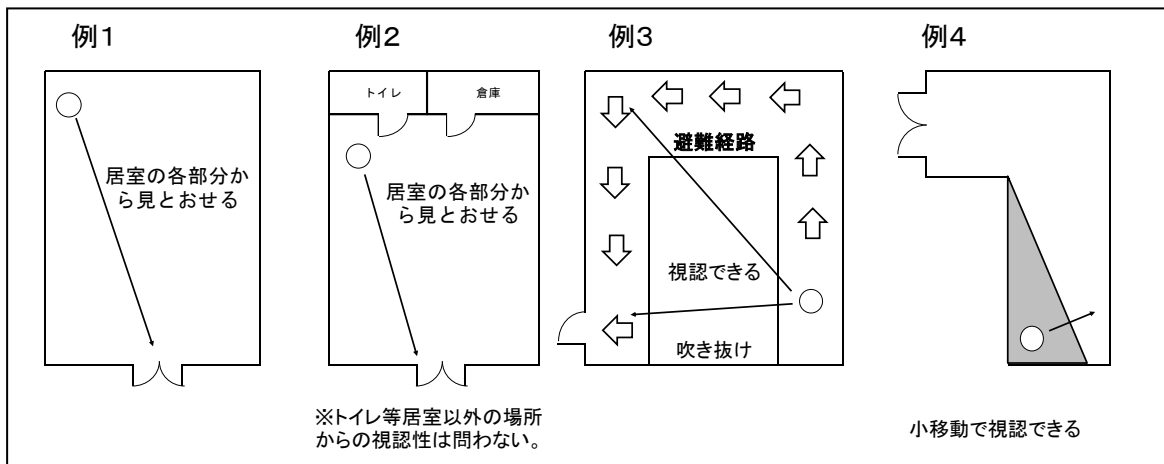 例1
例2
例3
例4
居室の各部分か
ら見とおせる
トイレ
倉庫
居室の各部分か
ら見とおせる
※トイレ等居室以外の場所
からの視認性は問わない。
避難経路
視認できる
吹き抜け
小移動で視認できる